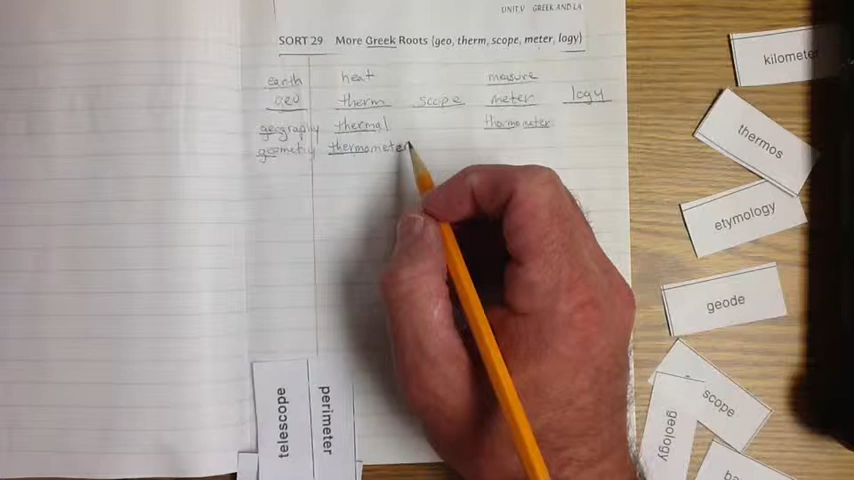 UNIT V GREEK AND LA
SORT 29 More Greek Roots (geo, therm, scope, meter, logy)
earth heat measure
geo therm scope meter logy
geography thermal thermometer
geometry thermometer
kilometer
thermos
etymology
geode
scope
geology
ba
telescope
perimeter